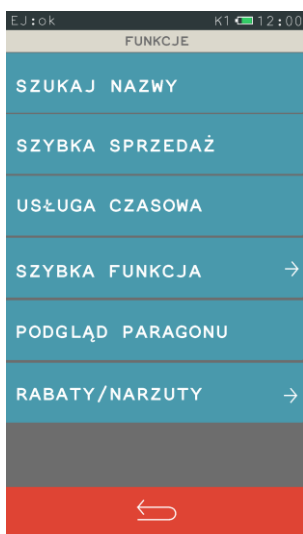 EJ:ok K1 12:00
FUNKCJE
SZUKAJ NAZWY
SZYBKA SPRZEDAŻ
USŁUGA CZASOWA
SZYBKA FUNKCJA
PODGLĄD PARAGONU
RABATY/NARZUTY